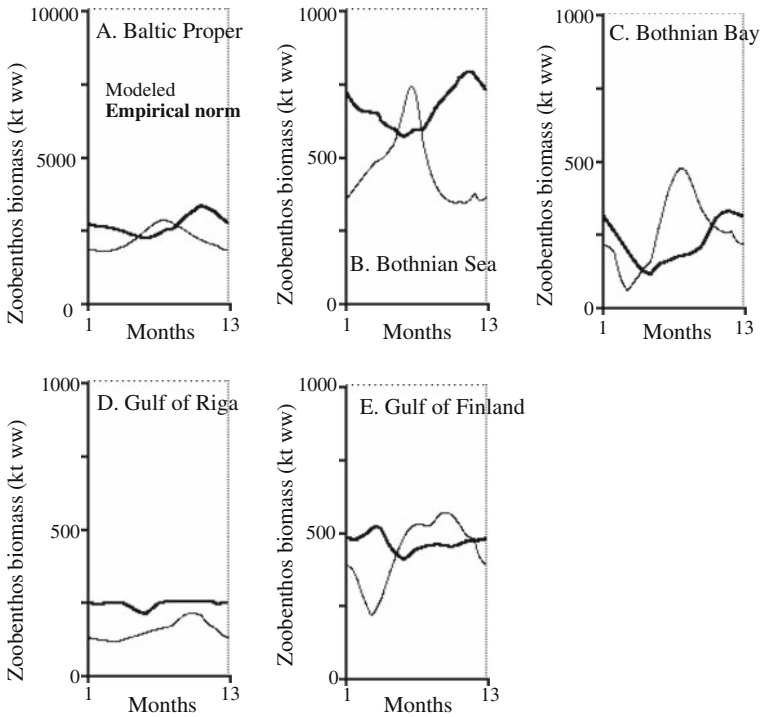 10000
A. Baltic Proper
Modeled
Empirical norm
5000
0
Zoobenthos biomass (kt ww)
1
Months
13
1000
500
B. Bothnian Sea
0
Zoobenthos biomass (kt ww)
1
Months
13
1000
C. Bothnian Bay
500
0
Zoobenthos biomass (kt ww)
1
Months
13
1000
D. Gulf of Riga
500
0
Zoobenthos biomass (kt ww)
1
Months
13
1000
E. Gulf of Finland
500
0
Zoobenthos biomass (kt ww)
1
Months
13